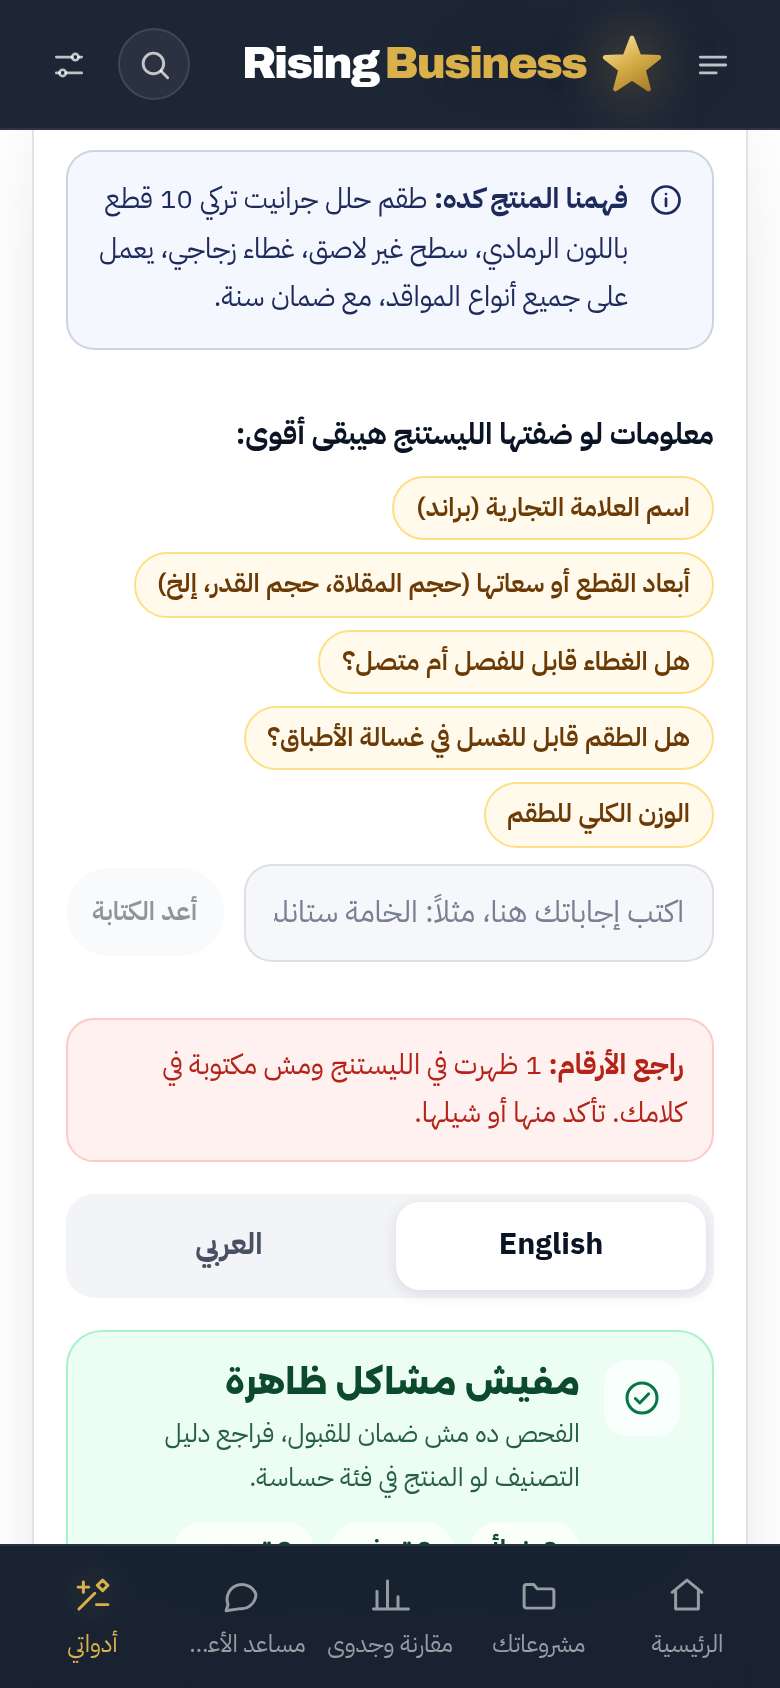 Rising Business
فهمنا المنتج كده: طقم حلل جرانيت تركي 10 قطع
باللون الرمادي، سطح غير لاصق، غطاء زجاجي، يعمل
على جميع أنواع المواقد، مع ضمان سنة.
معلومات لو ضفتها الليستنج هيبقى أقوى:
اسم العلامة التجارية (براند)
أبعاد القطع أو سعاتها (حجم المقلاة، حجم القدر، إلخ)
هل الغطاء قابل للفصل أم متصل؟
هل الطقم قابل للغسل في غسالة الأطباق؟
الوزن الكلي للطقم
اكتب إجاباتك هنا، مثلاً: الخامة ستانلـ
أعد الكتابة
راجع الأرقام: 1 ظهرت في الليستنج ومش مكتوبة في
كلامك. تأكد منها أو شيلها.
English
العربي
مفيش مشاكل ظاهرة
الفحص ده مش ضمان للقبول، فراجع دليل
التصنيف لو المنتج في فئة حساسة.
الرئيسية
مشروعاتك
مقارنة وجدوى
مساعد الأعـ...
أدواتي